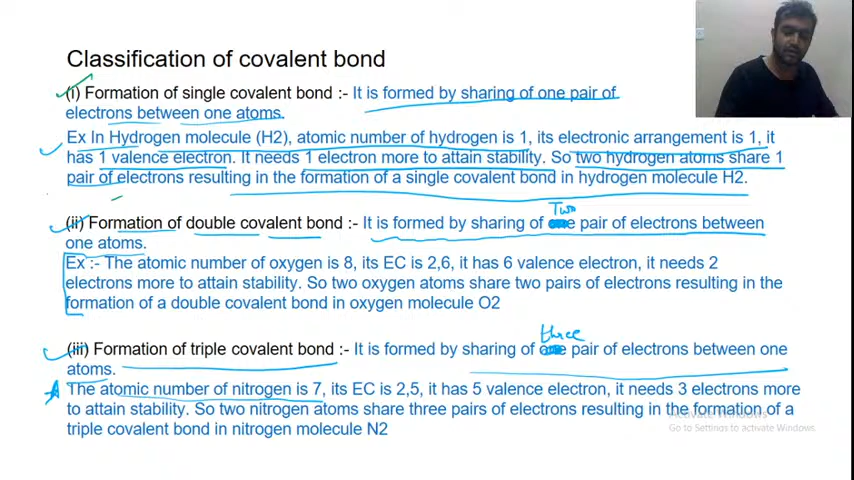 Classification of covalent bond
(i) Formation of single covalent bond :- It is formed by sharing of one pair of
electrons between one atoms.
Ex In Hydrogen molecule (H2), atomic number of hydrogen is 1, its electronic arrangement is 1, it
has 1 valence electron. It needs 1 electron more to attain stability. So two hydrogen atoms share 1
pair of electrons resulting in the formation of a single covalent bond in hydrogen molecule H2.
Two
(ii) Formation of double covalent bond :- It is formed by sharing of one pair of electrons between
one atoms.
Ex :- The atomic number of oxygen is 8, its EC is 2,6, it has 6 valence electron, it needs 2
electrons more to attain stability. So two oxygen atoms share two pairs of electrons resulting in the
formation of a double covalent bond in oxygen molecule O2
three
(iii) Formation of triple covalent bond :- It is formed by sharing of one pair of electrons between one
atoms.
The atomic number of nitrogen is 7, its EC is 2,5, it has 5 valence electron, it needs 3 electrons more
to attain stability. So two nitrogen atoms share three pairs of electrons resulting in the formation of a
triple covalent bond in nitrogen molecule N2
Activate Windows
Go to Settings to activate Windows.